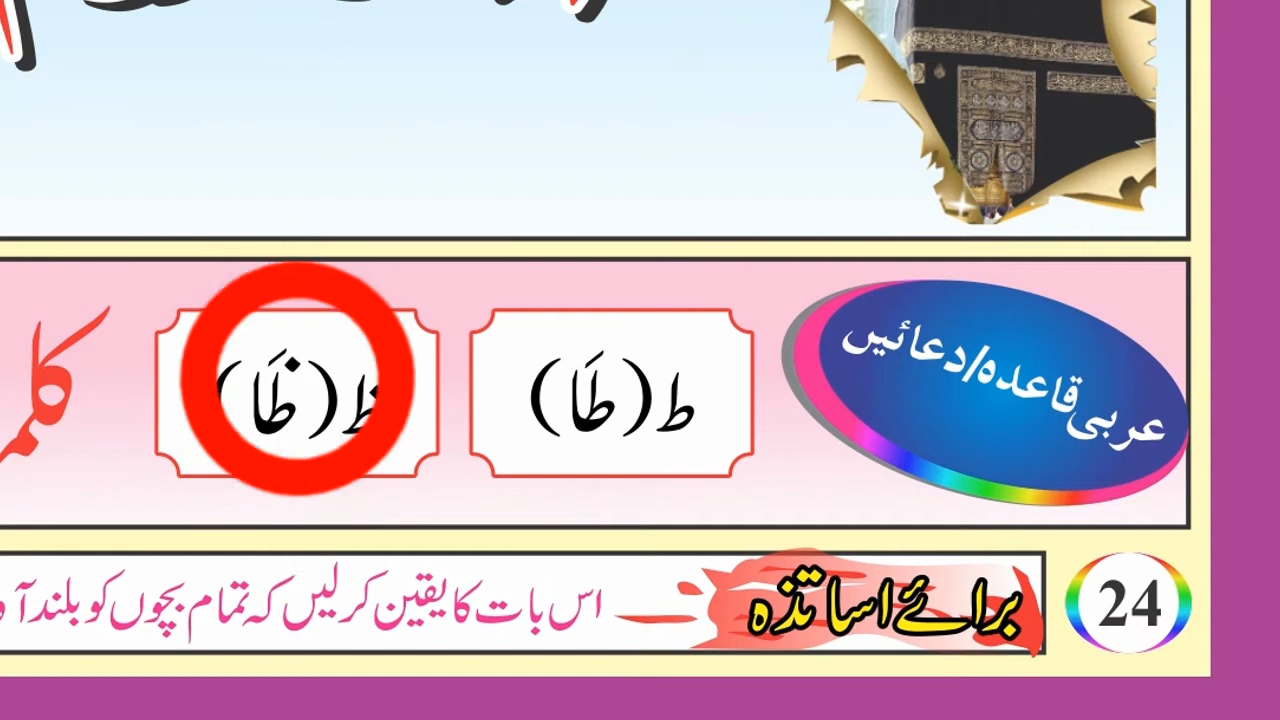 عربی قاعدہ/دعائیں
ط (طَا)
ظ (ظَا)
24
برائے اساتذہ
اس بات کا یقین کرلیں کہ تمام بچوں کو بلند